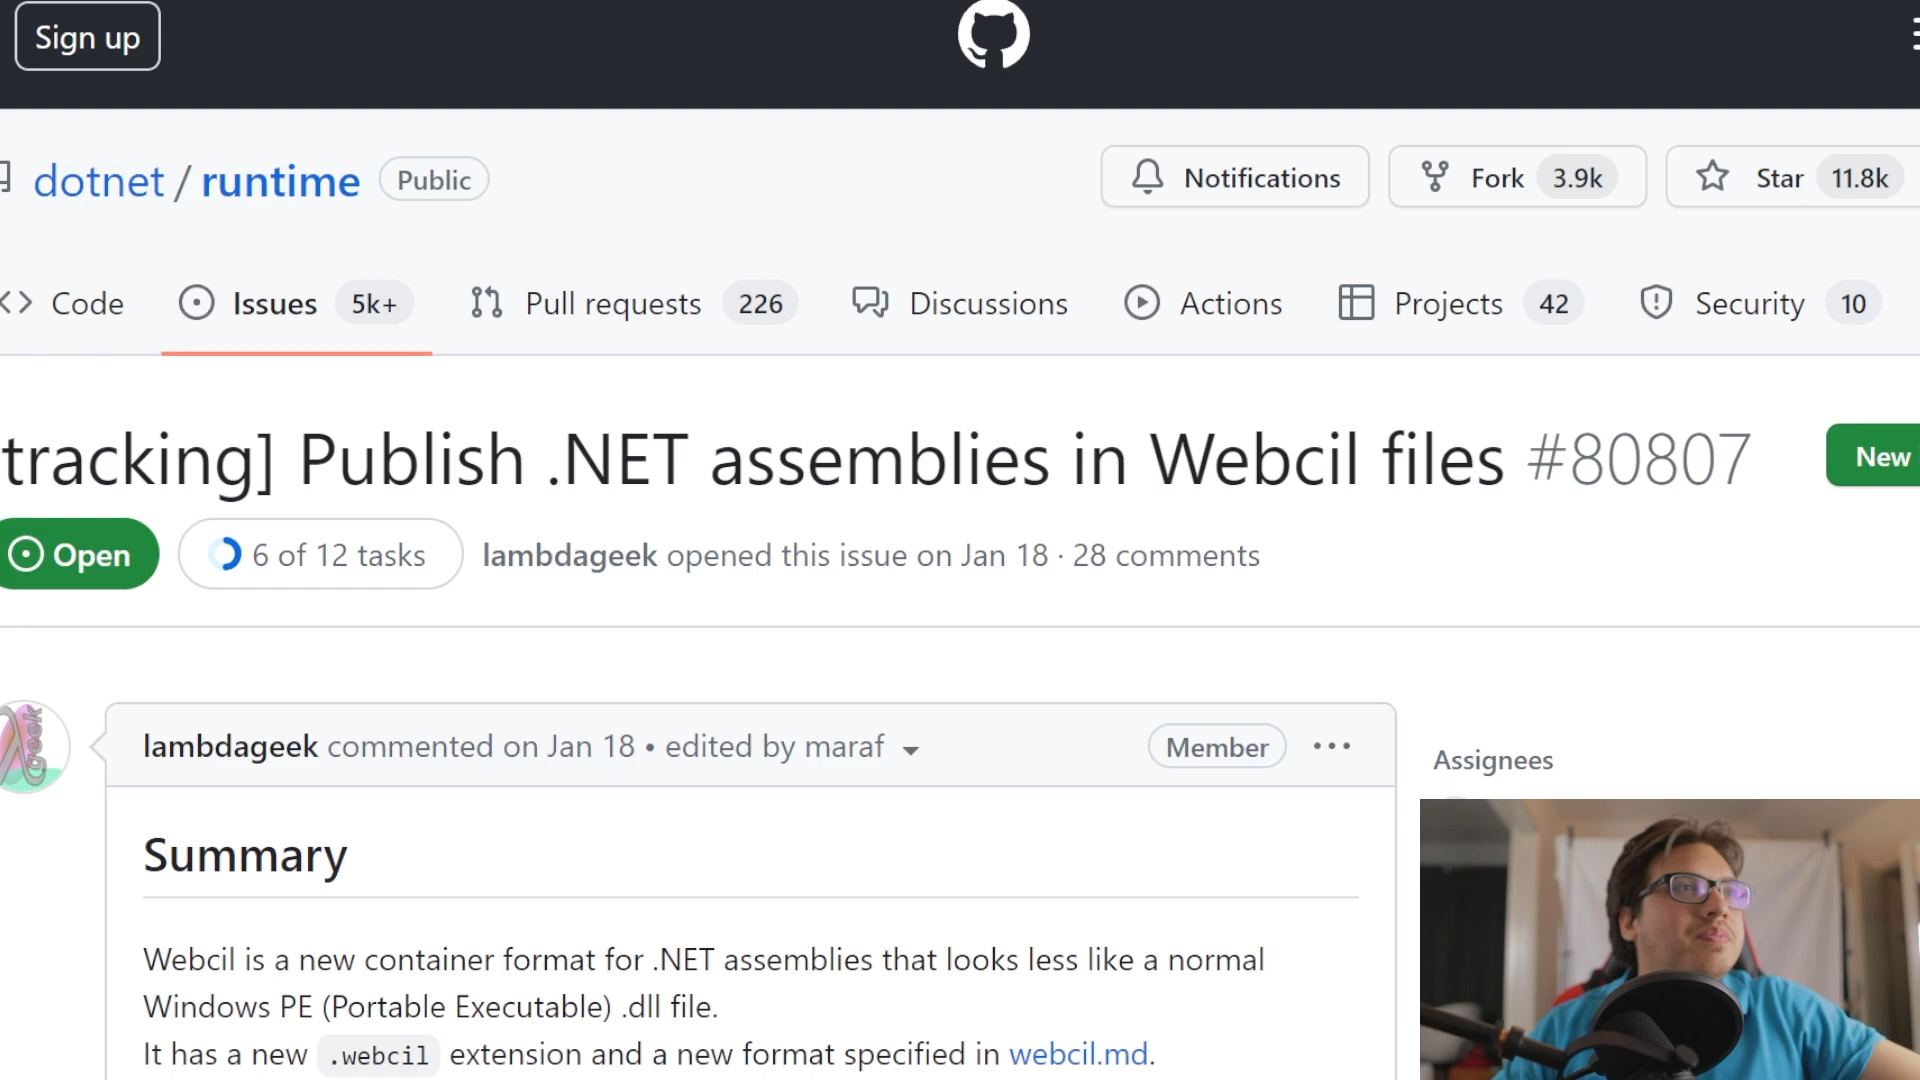 Sign up
dotnet / runtime Public Notifications Fork 3.9k Star 11.8k
Code Issues 5k+ Pull requests 226 Discussions Actions Projects 42 Security 10
tracking] Publish .NET assemblies in Webcil files #80807 New
Open 6 of 12 tasks lambdageek opened this issue on Jan 18 · 28 comments
geek
lambdageek commented on Jan 18 • edited by maraf Member
Assignees
Summary
Webcil is a new container format for .NET assemblies that looks less like a normal
Windows PE (Portable Executable) .dll file.
It has a new .webcil extension and a new format specified in webcil.md.